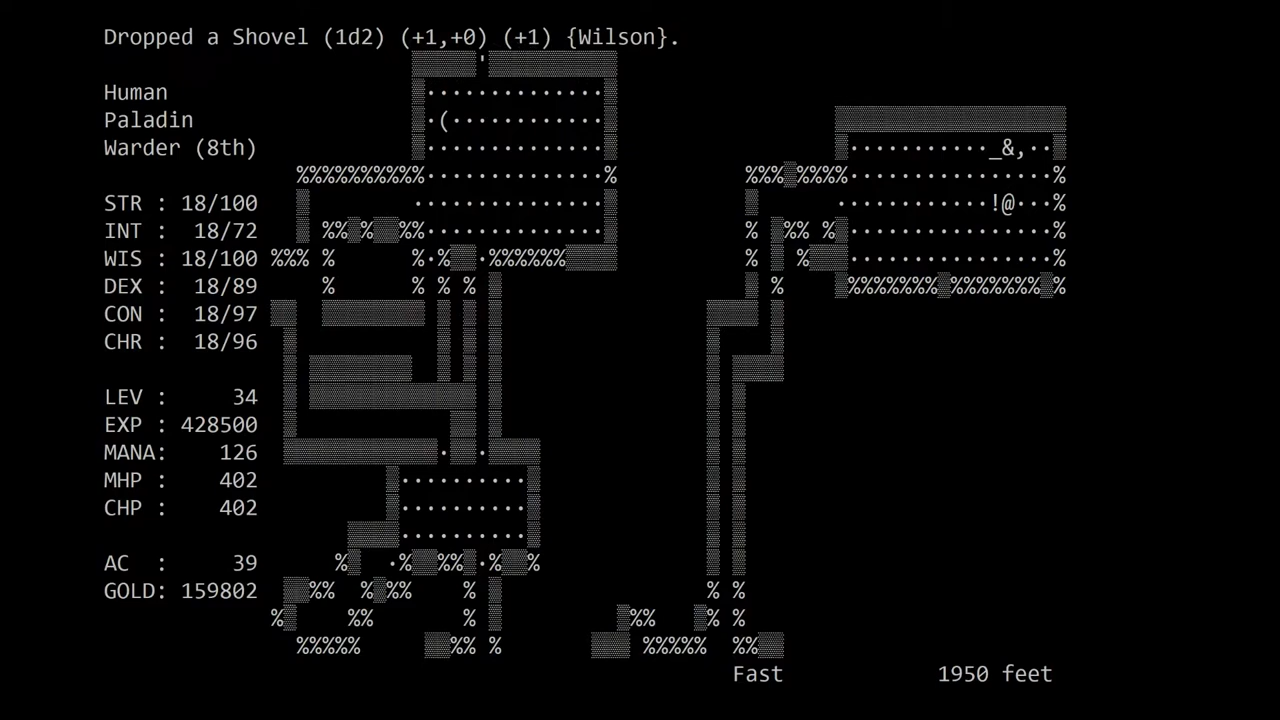 Dropped a Shovel (1d2) (+1,+0) (+1) {Wilson}.
Human
Paladin
Warder (8th)
STR : 18/100
INT : 18/72
WIS : 18/100
DEX : 18/89
CON : 18/97
CHR : 18/96
LEV : 34
EXP : 428500
MANA: 126
MHP : 402
CHP : 402
AC : 39
GOLD: 159802
Fast 1950 feet